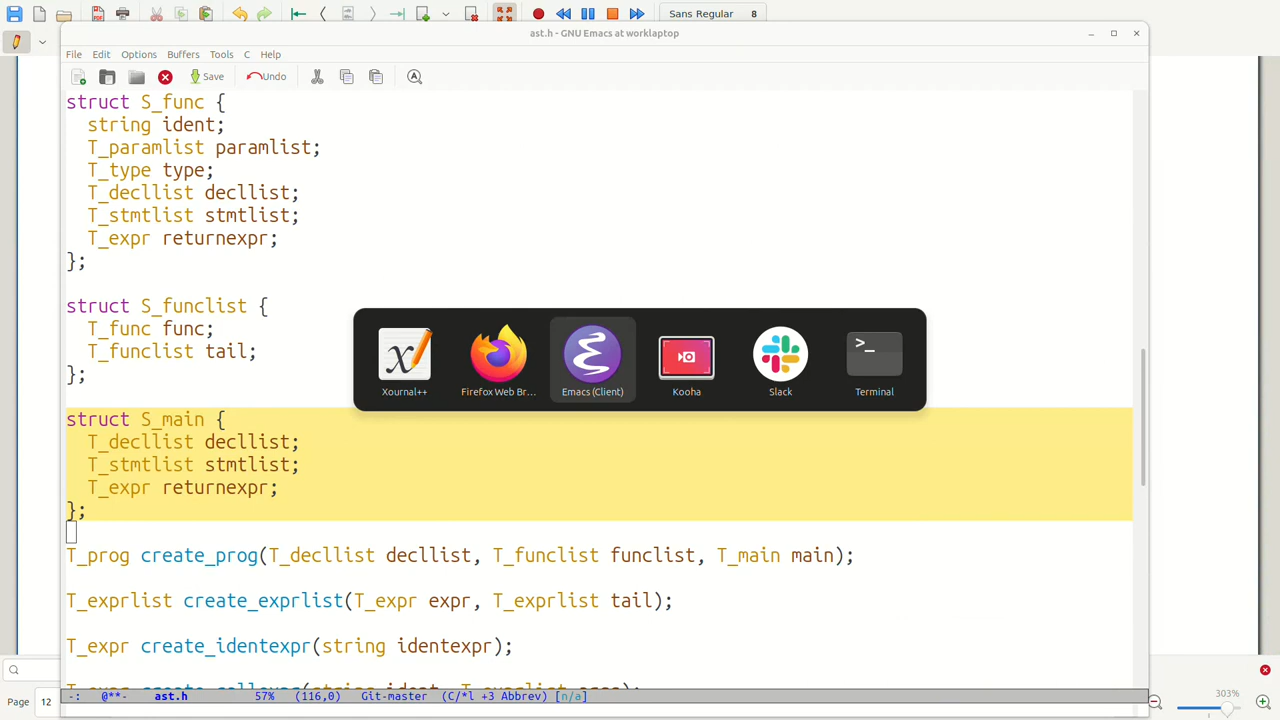 Sans Regular 8
ast.h - GNU Emacs at worklaptop
File Edit Options Buffers Tools C Help
Save Undo
struct S_func {
string ident;
T_paramlist paramlist;
T_type type;
T_decllist decllist;
T_stmtlist stmtlist;
T_expr returnexpr;
};
struct S_funclist {
T_func func;
T_funclist tail;
};
Xournal++ Firefox Web Br... Emacs (Client) Kooha Slack Terminal
struct S_main {
T_decllist decllist;
T_stmtlist stmtlist;
T_expr returnexpr;
};
T_prog create_prog(T_decllist decllist, T_funclist funclist, T_main main);
T_exprlist create_exprlist(T_expr expr, T_exprlist tail);
T_expr create_identexpr(string identexpr);
-: @**- ast.h 57% (116,0) Git-master (C/*l +3 Abbrev) [n/a]
Page 12
303%